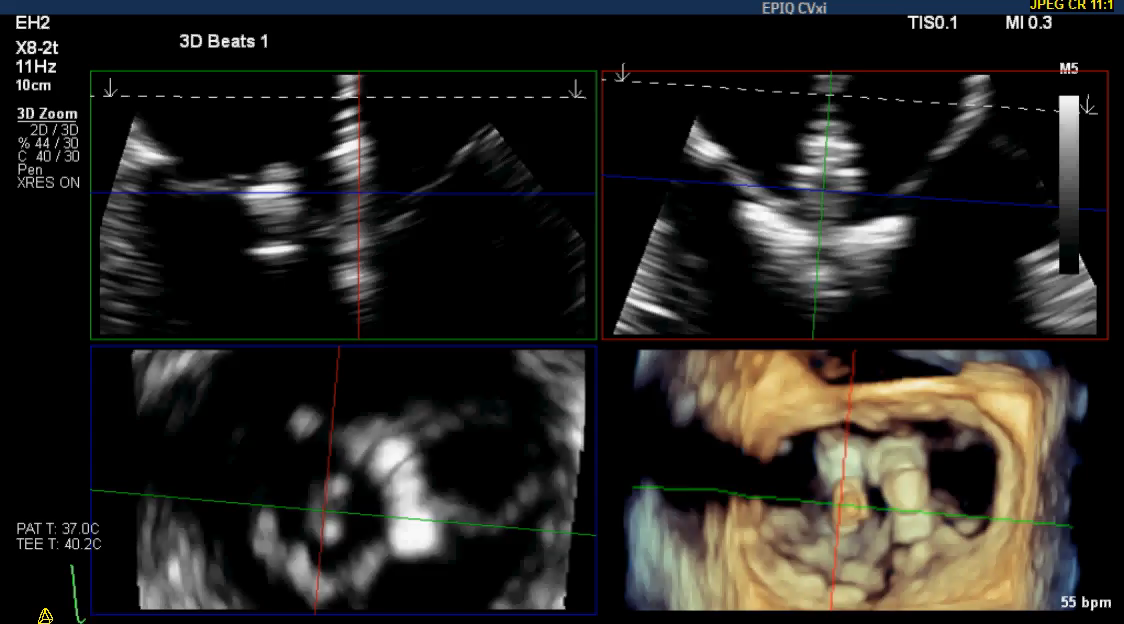 EPIQ CVxi
JPEG CR 11:1
EH2
TIS0.1 MI 0.3
X8-2t
3D Beats 1
11Hz
10cm
M5
3D Zoom
2D / 3D
% 44 / 30
C 40 / 30
Pen
XRES ON
PAT T: 37.0C
TEE T: 40.2C
55 bpm